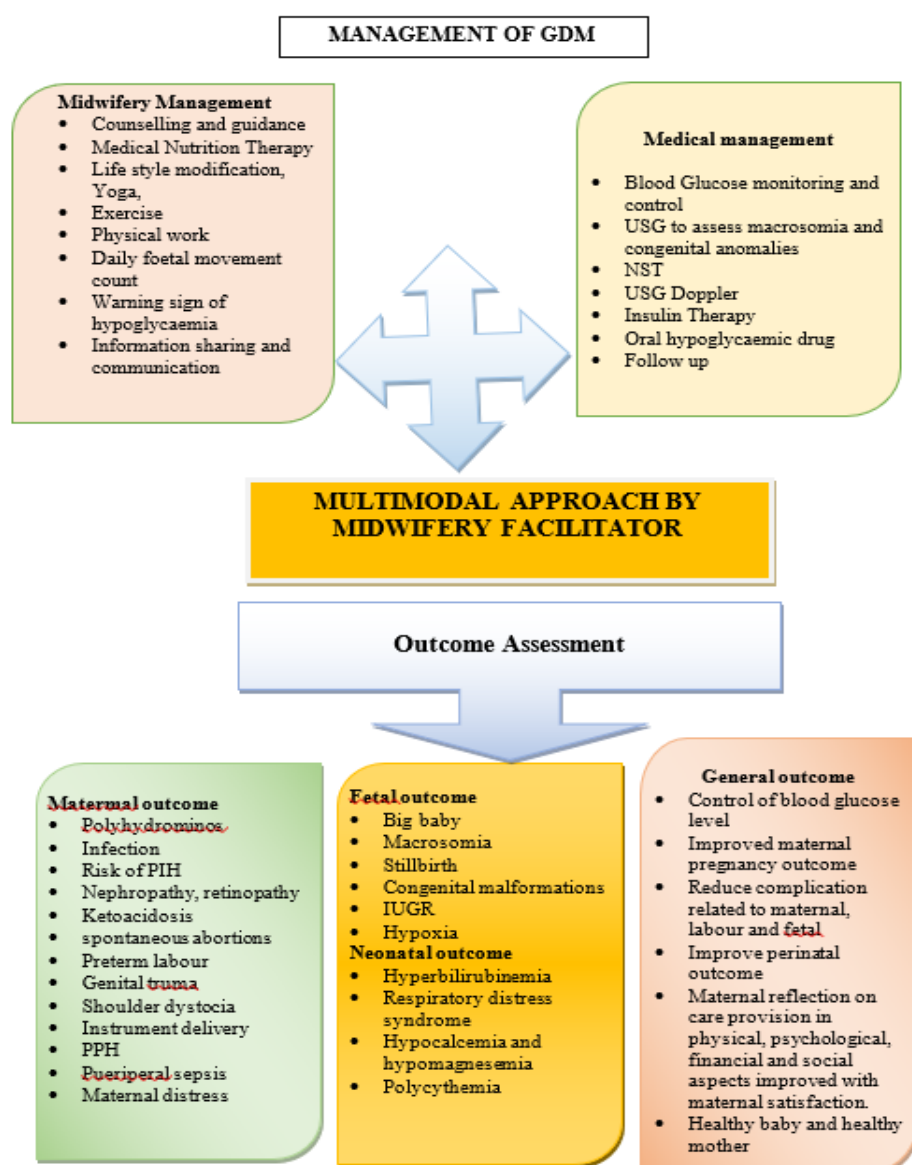 MANAGEMENT OF GDM
Midwifery Management
• Counselling and guidance
• Medical Nutrition Therapy
• Life style modification,
Yoga,
• Exercise
• Physical work
• Daily foetal movement
count
• Warning sign of
hypoglycaemia
• Information sharing and
communication
Medical management
• Blood Glucose monitoring and
control
• USG to assess macrosomia and
congenital anomalies
• NST
• USG Doppler
• Insulin Therapy
• Oral hypoglycaemic drug
• Follow up
MULTIMODAL APPROACH BY
MIDWIFERY FACILITATOR
Outcome Assessment
Matermal outcome
• Polyhydrominos
• Infection
• Risk of PIH
• Nephropathy, retinopathy
• Ketoacidosis
• spontaneous abortions
• Preterm labour
• Genital truma
• Shoulder dystocia
• Instrument delivery
• PPH
• Pueriperal sepsis
• Maternal distress
Fetal outcome
• Big baby
• Macrosomia
• Stillbirth
• Congenital malformations
• IUGR
• Hypoxia
Neonatal outcome
• Hyperbilirubinemia
• Respiratory distress
syndrome
• Hypocalcemia and
hypomagnesemia
• Polycythemia
General outcome
• Control of blood glucose
level
• Improved maternal
pregnancy outcome
• Reduce complication
related to maternal,
labour and fetal
• Improve perinatal
outcome
• Maternal reflection on
care provision in
physical, psychological,
financial and social
aspects improved with
maternal satisfaction.
• Healthy baby and healthy
mother